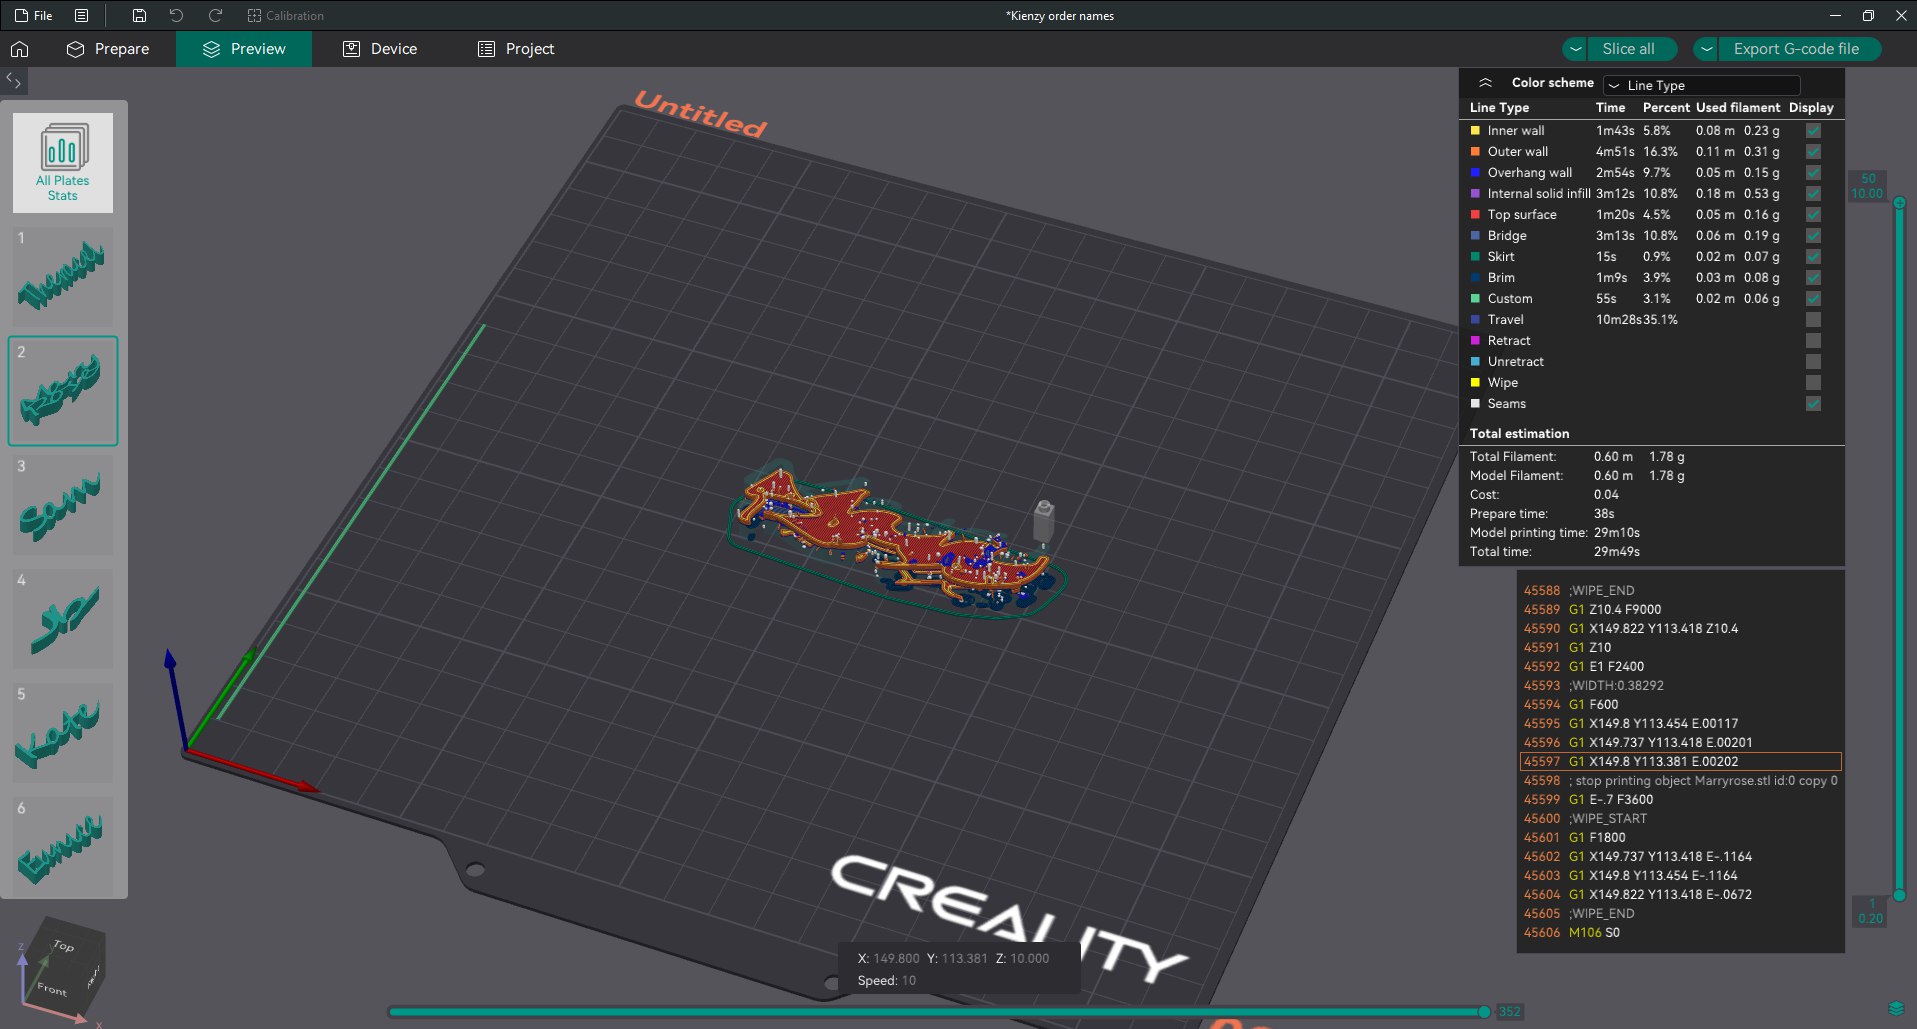 File
Calibration
*Kienzy order names
Prepare
Preview
Device
Project
Slice all
Export G-code file
All Plates
Stats
1
2
3
4
5
6
Untitled
CREALITY
Color scheme
Line Type
Line Type Time Percent Used filament Display
Inner wall 1m43s 5.8% 0.08 m 0.23 g
Outer wall 4m51s 16.3% 0.11 m 0.31 g
Overhang wall 2m54s 9.7% 0.05 m 0.15 g
Internal solid infill 3m12s 10.8% 0.18 m 0.53 g
Top surface 1m20s 4.5% 0.05 m 0.16 g
Bridge 3m13s 10.8% 0.06 m 0.19 g
Skirt 15s 0.9% 0.02 m 0.07 g
Brim 1m9s 3.9% 0.03 m 0.08 g
Custom 55s 3.1% 0.02 m 0.06 g
Travel 10m28s 35.1%
Retract
Unretract
Wipe
Seams
Total estimation
Total Filament: 0.60 m 1.78 g
Model Filament: 0.60 m 1.78 g
Cost: 0.04
Prepare time: 38s
Model printing time: 29m10s
Total time: 29m49s
50
10.00
45588 ;WIPE_END
45589 G1 Z10.4 F9000
45590 G1 X149.822 Y113.418 Z10.4
45591 G1 Z10
45592 G1 E1 F2400
45593 ;WIDTH:0.38292
45594 G1 F600
45595 G1 X149.8 Y113.454 E.00117
45596 G1 X149.737 Y113.418 E.00201
45597 G1 X149.8 Y113.381 E.00202
45598 ; stop printing object Marryrose.stl id:0 copy 0
45599 G1 E-.7 F3600
45600 ;WIPE_START
45601 G1 F1800
45602 G1 X149.737 Y113.418 E-.1164
45603 G1 X149.8 Y113.454 E-.1164
45604 G1 X149.822 Y113.418 E-.0672
45605 ;WIPE_END
45606 M106 S0
1
0.20
X: 149.800 Y: 113.381 Z: 10.000
Speed: 10
352
Top
Front
Z
X